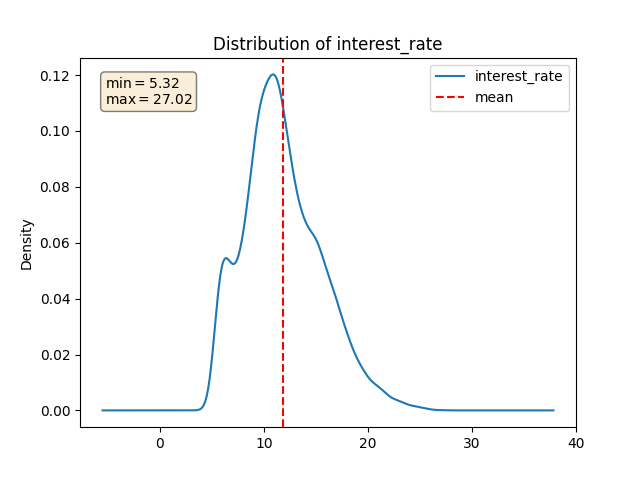 Distribution of interest_rate
min = 5.32
max = 27.02
interest_rate
mean
Density
0.12
0.10
0.08
0.06
0.04
0.02
0.00
0 10 20 30 40